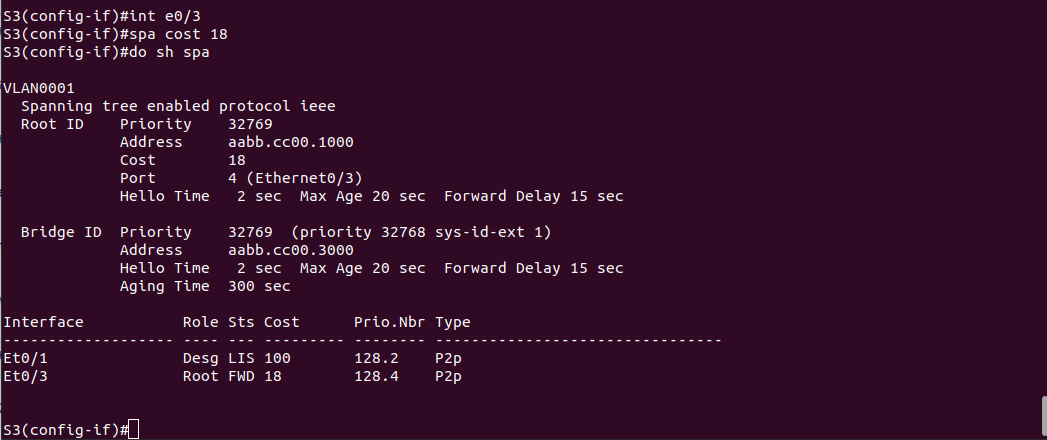 S3(config-if)#int e0/3
S3(config-if)#spa cost 18
S3(config-if)#do sh spa
VLAN0001
  Spanning tree enabled protocol ieee
  Root ID    Priority    32769
             Address     aabb.cc00.1000
             Cost        18
             Port        4 (Ethernet0/3)
             Hello Time   2 sec  Max Age 20 sec  Forward Delay 15 sec
  Bridge ID  Priority    32769  (priority 32768 sys-id-ext 1)
             Address     aabb.cc00.3000
             Hello Time   2 sec  Max Age 20 sec  Forward Delay 15 sec
             Aging Time  300 sec
Interface           Role Sts Cost      Prio.Nbr Type
------------------- ---- --- --------- -------- --------------------------------
Et0/1               Desg LIS 100       128.2    P2p
Et0/3               Root FWD 18        128.4    P2p
S3(config-if)#